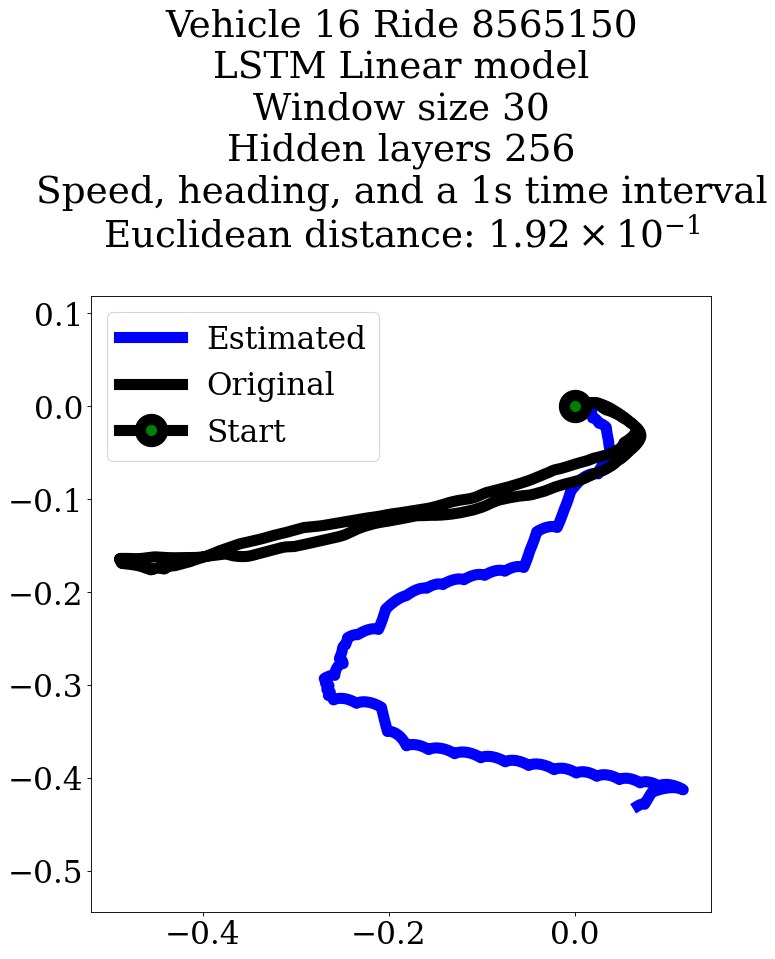 Vehicle 16 Ride 8565150
LSTM Linear model
Window size 30
Hidden layers 256
Speed, heading, and a 1s time interval
Euclidean distance: 1.92 × 10⁻¹
Estimated
Original
Start
0.1
0.0
−0.1
−0.2
−0.3
−0.4
−0.5
−0.4 −0.2 0.0